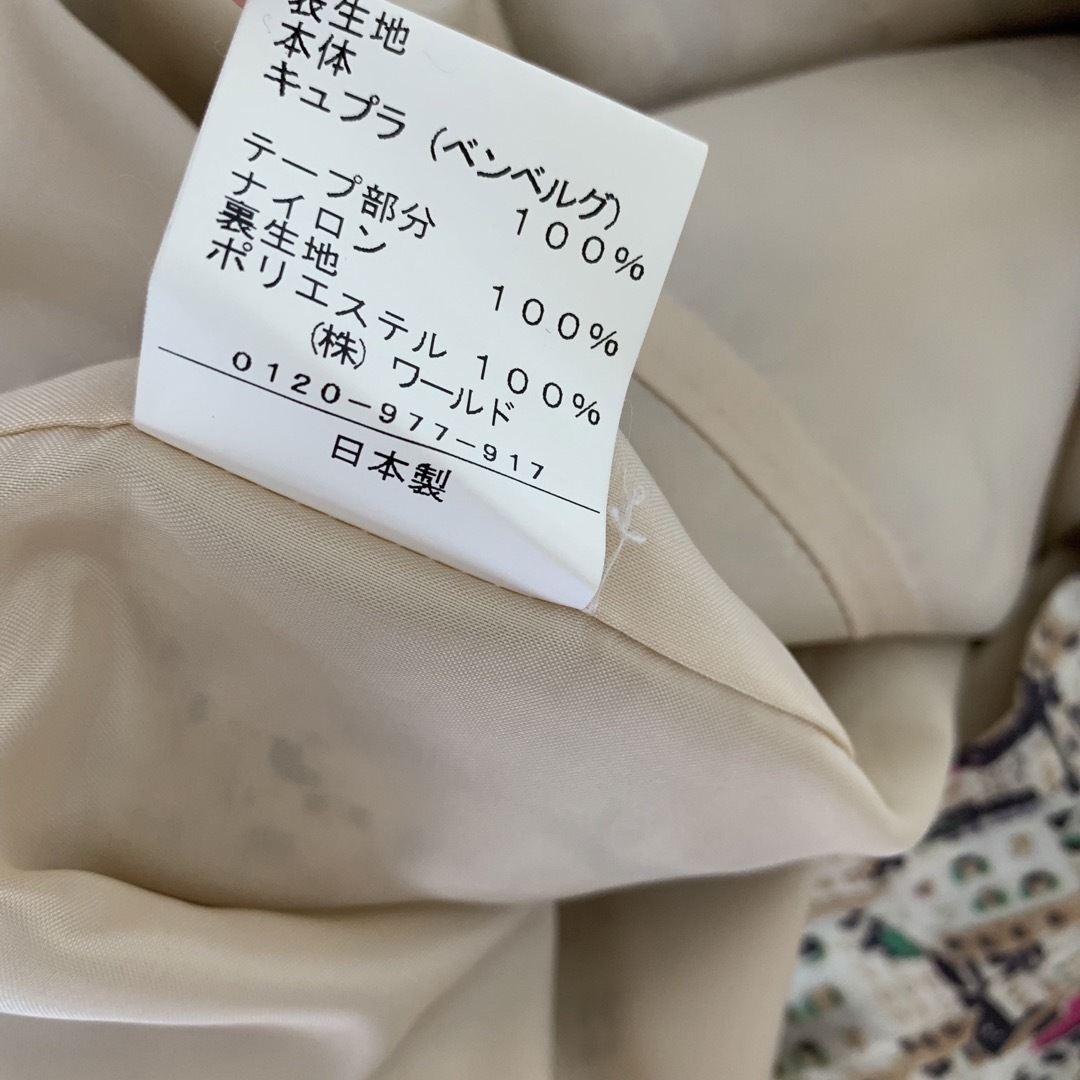 表生地
本体
キュプラ（ベンベルグ）
１００％
テープ部分
ナイロン
１００％
裏生地
ポリエステル １００％
（株）ワールド
０１２０－９７７－９１７
日本製